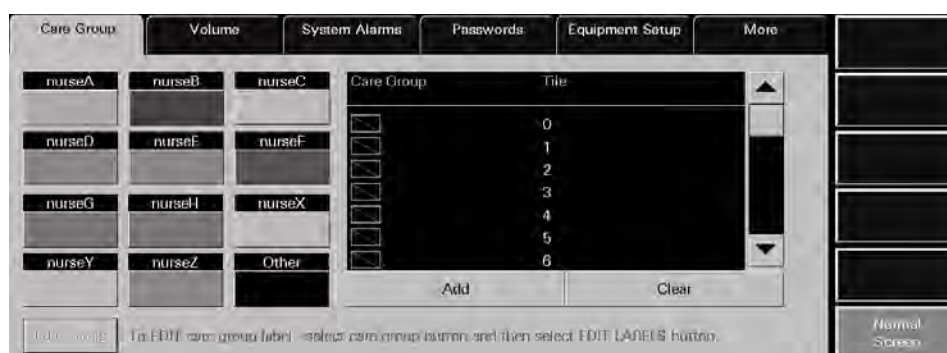 Care Group Volume System Alarms Passwords Equipment Setup More
nurseA nurseB nurseC Care Group Tile
0
nurseD nurseE nurseF 1
2
3
nurseG nurseH nurseX 4
5
nurseY nurseZ Other 6
Add Clear
To EDIT care group label select care group button and then select EDIT LABELS button.
Normal
Screen